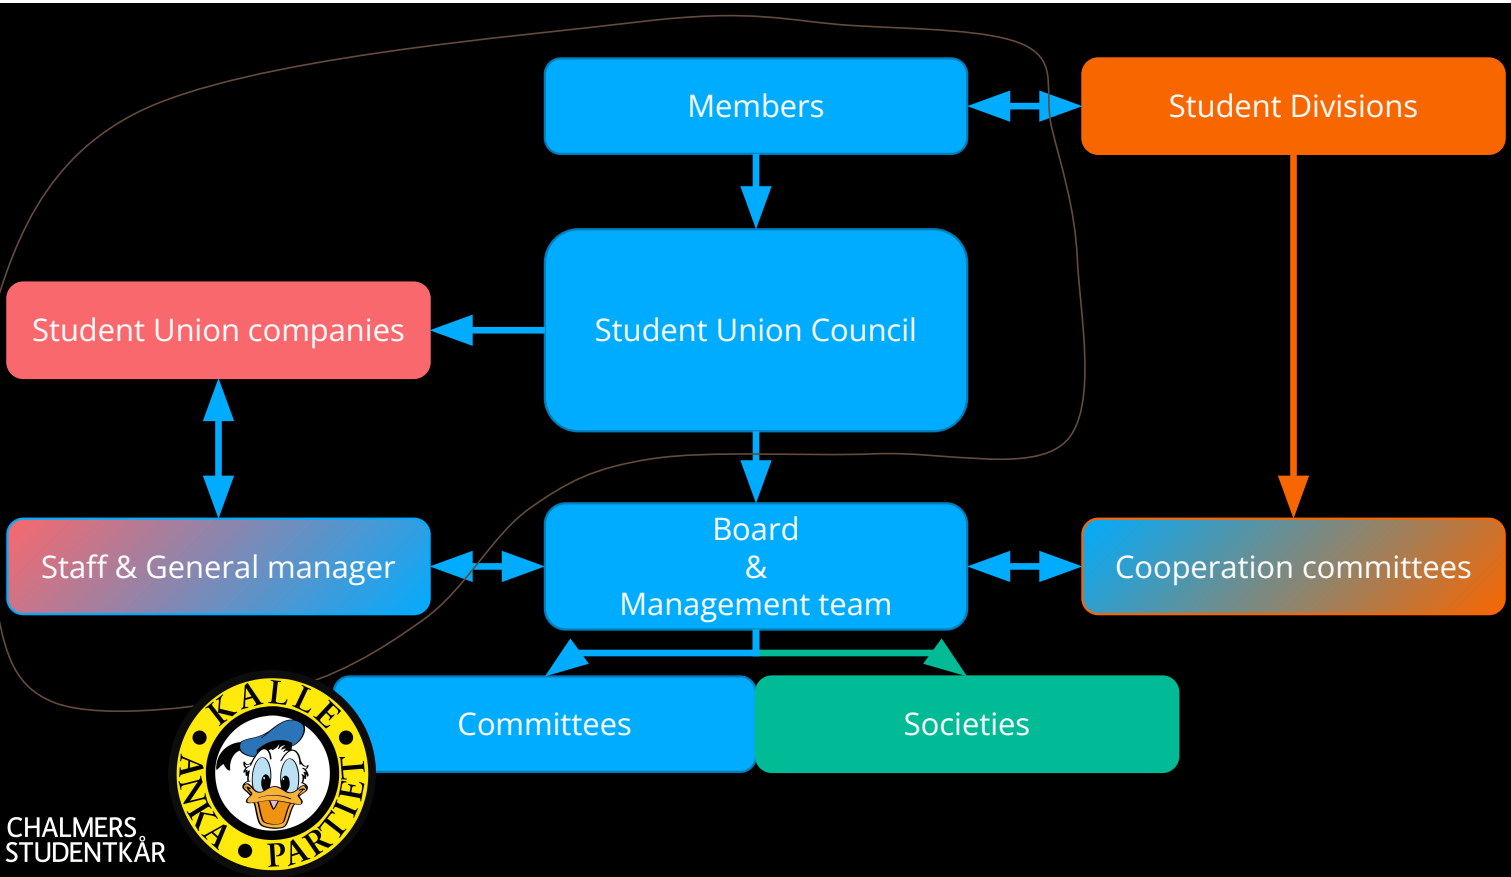 Members
Student Divisions
Student Union companies
Student Union Council
Staff & General manager
Board
&
Management team
Cooperation committees
Committees
Societies
KALLE
ANKA
PARTIET
CHALMERS
STUDENTKÅR